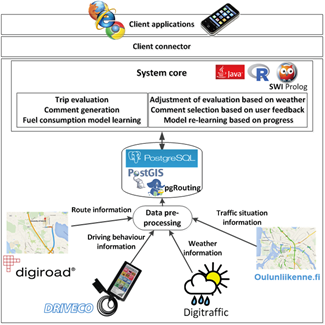 Client applications
Client connector
System core
Java
R
SWI Prolog
Trip evaluation
Comment generation
Fuel consumption model learning
Adjustment of evaluation based on weather
Comment selection based on user feedback
Model re-learning based on progress
PostgreSQL
PostGIS
pgRouting
Route information
Data pre-
processing
Traffic situation
information
Driving behaviour
information
Weather
information
digiroad®
Oulunliikenne.fi
DRIVECO
Digitraffic